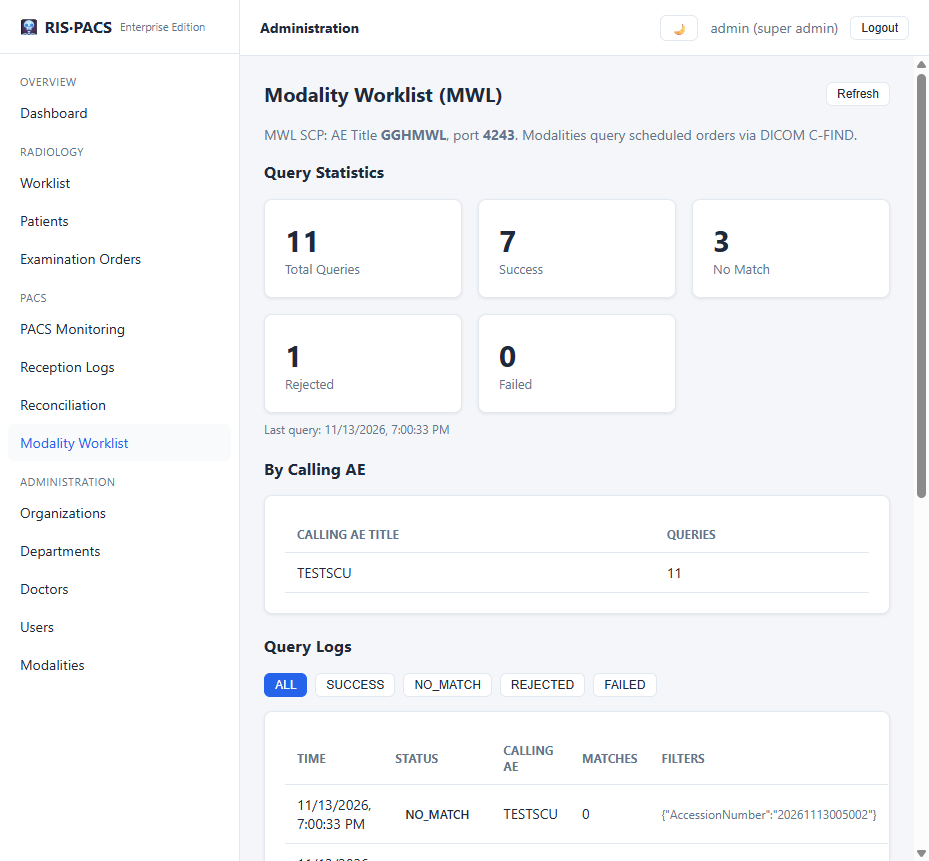 RIS·PACS Enterprise Edition
OVERVIEW
Dashboard
RADIOLOGY
Worklist
Patients
Examination Orders
PACS
PACS Monitoring
Reception Logs
Reconciliation
Modality Worklist
ADMINISTRATION
Organizations
Departments
Doctors
Users
Modalities
Administration
admin (super admin)
Logout
Modality Worklist (MWL)
Refresh
MWL SCP: AE Title GGHMWL, port 4243. Modalities query scheduled orders via DICOM C-FIND.
Query Statistics
11
Total Queries
7
Success
3
No Match
1
Rejected
0
Failed
Last query: 11/13/2026, 7:00:33 PM
By Calling AE
CALLING AE TITLE QUERIES
TESTSCU 11
Query Logs
ALL SUCCESS NO_MATCH REJECTED FAILED
TIME STATUS CALLING AE MATCHES FILTERS
11/13/2026, 7:00:33 PM NO_MATCH TESTSCU 0 {"AccessionNumber":"20261113005002"}